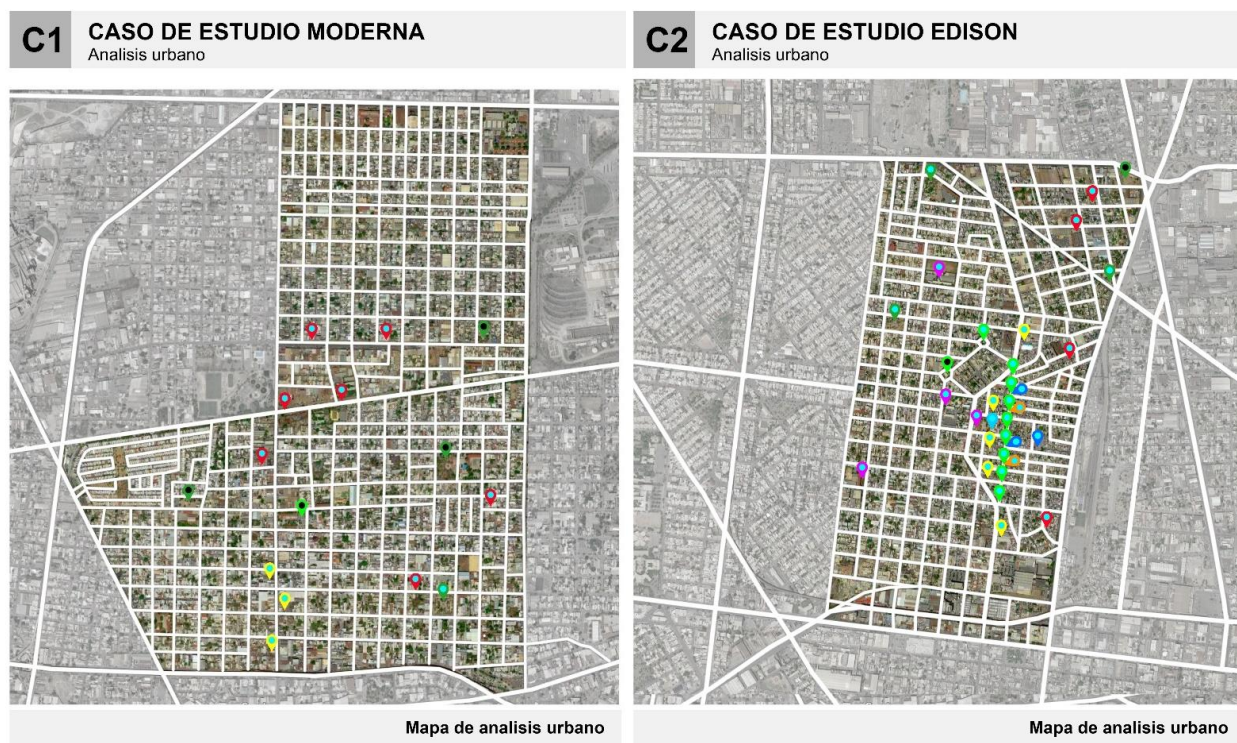 C1
CASO DE ESTUDIO MODERNA
Analisis urbano
Mapa de analisis urbano
C2
CASO DE ESTUDIO EDISON
Analisis urbano
Mapa de analisis urbano